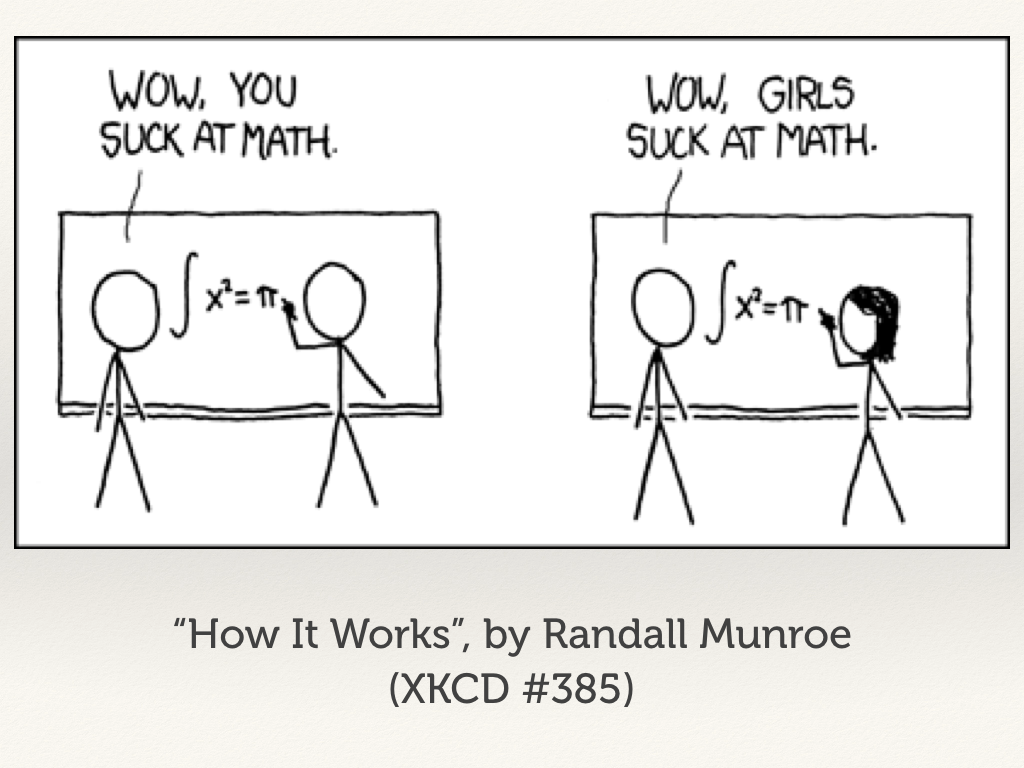 WOW, YOU
SUCK AT MATH.
∫ x² = π
WOW, GIRLS
SUCK AT MATH.
∫ x² = π
“How It Works”, by Randall Munroe
(XKCD #385)